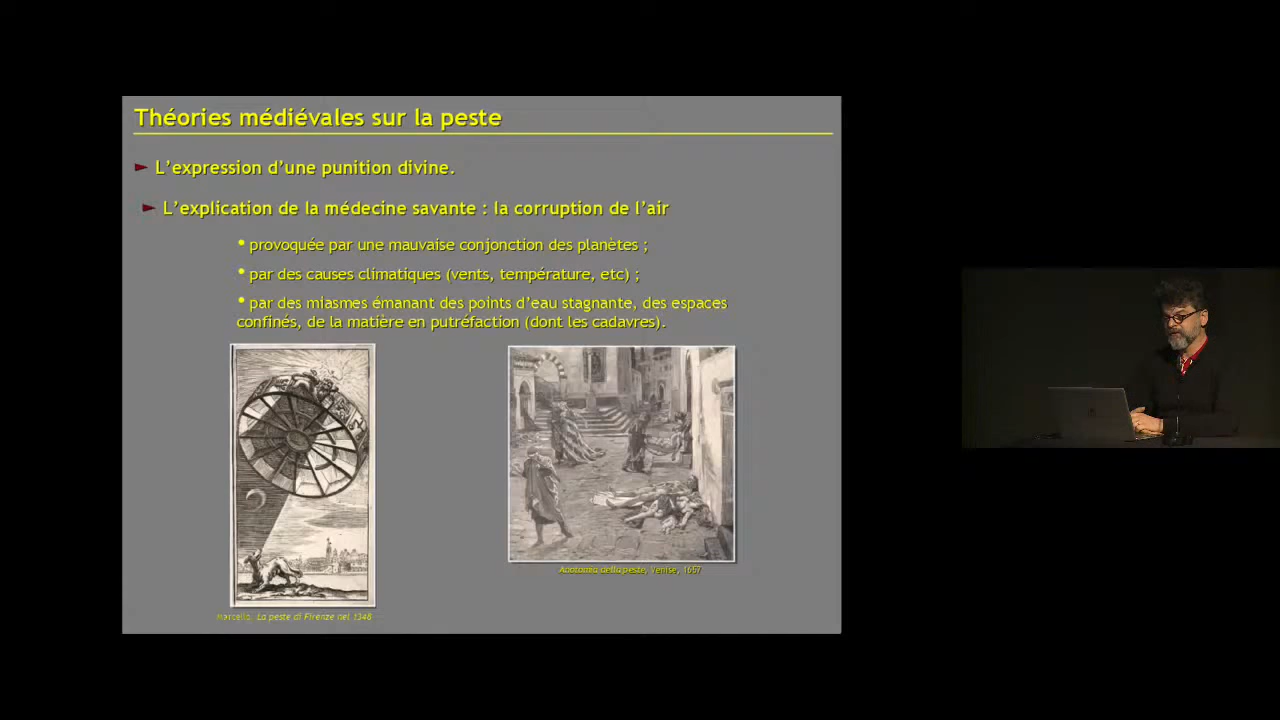 Théories médiévales sur la peste
► L'expression d'une punition divine.
► L'explication de la médecine savante : la corruption de l'air
• provoquée par une mauvaise conjonction des planètes ;
• par des causes climatiques (vents, température, etc) ;
• par des miasmes émanant des points d'eau stagnante, des espaces
confinés, de la matière en putréfaction (dont les cadavres).
della peste, Venise, 1657
Marcello, La peste di Firenze nel 1348